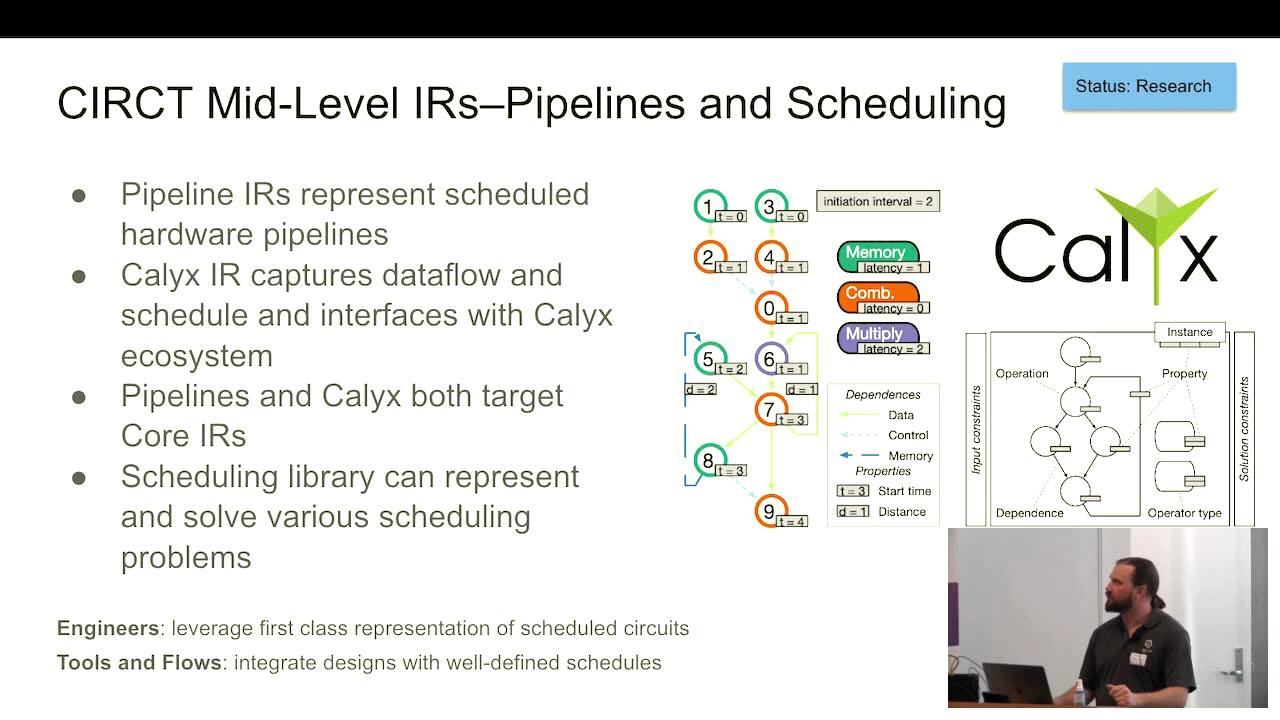 CIRCT Mid-Level IRs–Pipelines and Scheduling
Status: Research
● Pipeline IRs represent scheduled
hardware pipelines
● Calyx IR captures dataflow and
schedule and interfaces with Calyx
ecosystem
● Pipelines and Calyx both target
Core IRs
● Scheduling library can represent
and solve various scheduling
problems
Engineers: leverage first class representation of scheduled circuits
Tools and Flows: integrate designs with well-defined schedules
1 t = 0
3 t = 0
initiation interval = 2
2 t = 1
4 t = 1
0 t = 1
5 t = 2
6 t = 1
d = 2
d = 1
7 t = 3
8 t = 3
9 t = 4
Memory
latency = 1
Comb.
latency = 0
Multiply
latency = 2
Dependences
Data
Control
Memory
Properties
t = 3 Start time
d = 1 Distance
Calyx
Input constraints
Instance
Operation
Property
Dependence
Operator type
Solution constraints